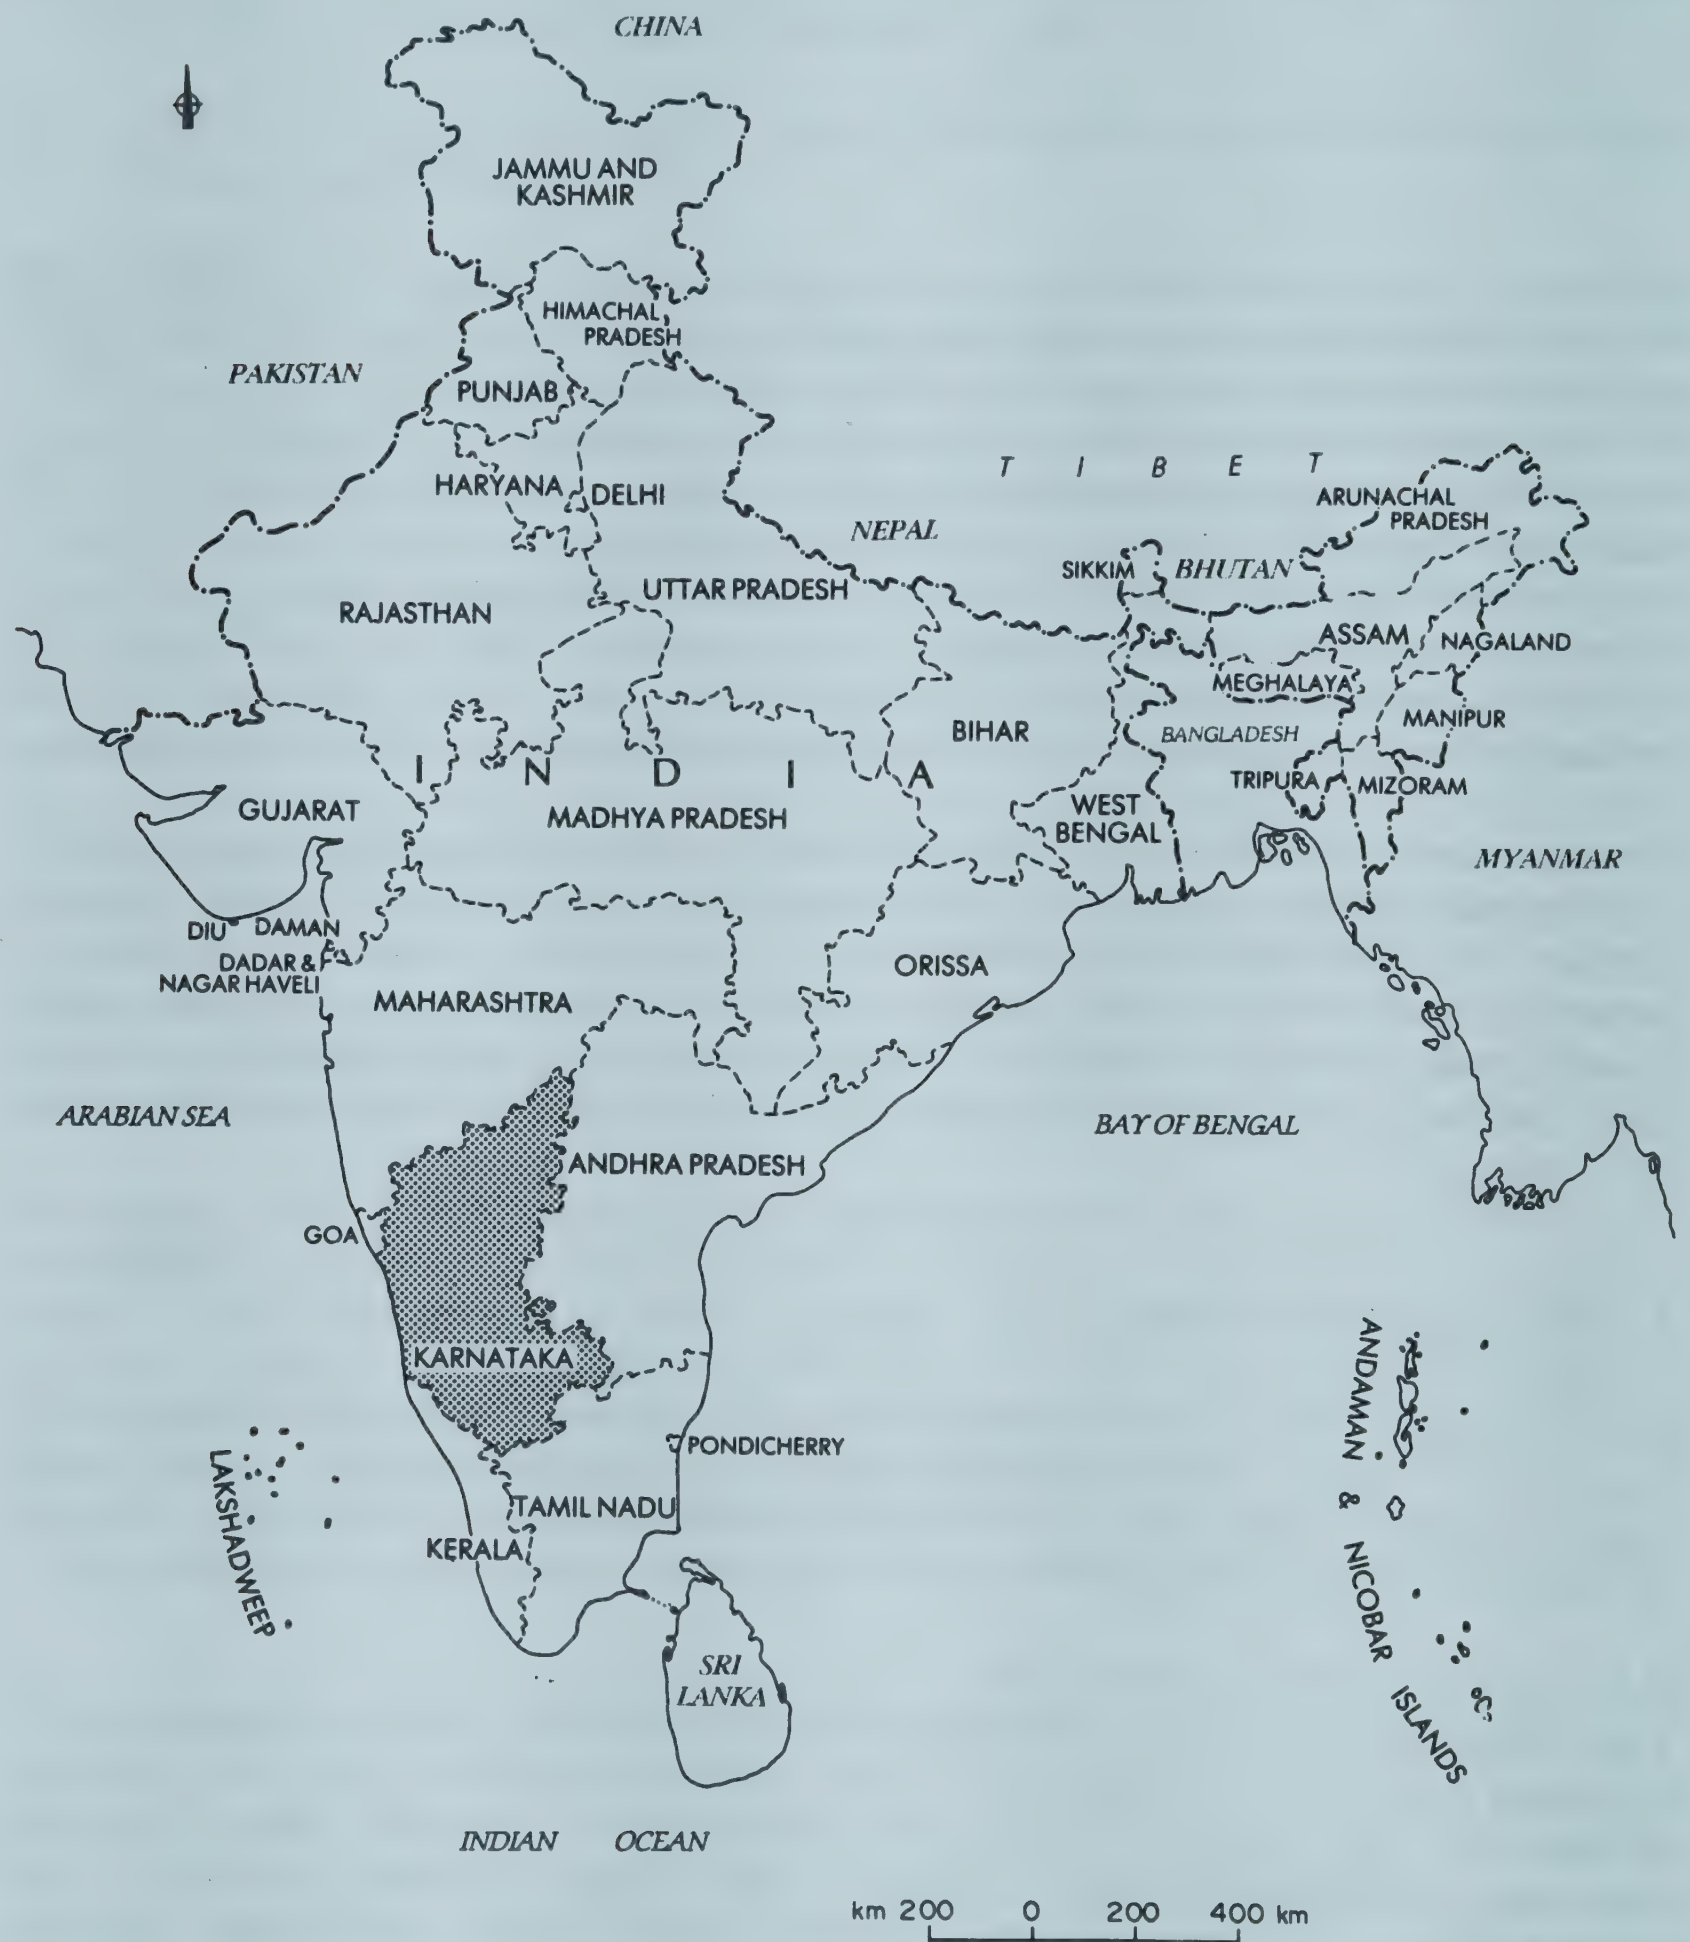 CHINA
JAMMU AND
KASHMIR
HIMACHAL
PRADESH
PAKISTAN
PUNJAB
HARYANA
DELHI
T I B E T
ARUNACHAL
PRADESH
NEPAL
SIKKIM
BHUTAN
UTTAR PRADESH
RAJASTHAN
ASSAM
NAGALAND
MEGHALAYA
MANIPUR
BIHAR
BANGLADESH
I N D I A
TRIPURA
MIZORAM
GUJARAT
MADHYA PRADESH
WEST
BENGAL
MYANMAR
DIU
DAMAN
DADAR &
NAGAR HAVELI
ORISSA
MAHARASHTRA
ARABIAN SEA
BAY OF BENGAL
ANDHRA PRADESH
GOA
KARNATAKA
PONDICHERRY
LAKSHADWEEP
TAMIL NADU
KERALA
ANDAMAN & NICOBAR ISLANDS
SRI
LANKA
INDIAN OCEAN
km 200 0 200 400 km